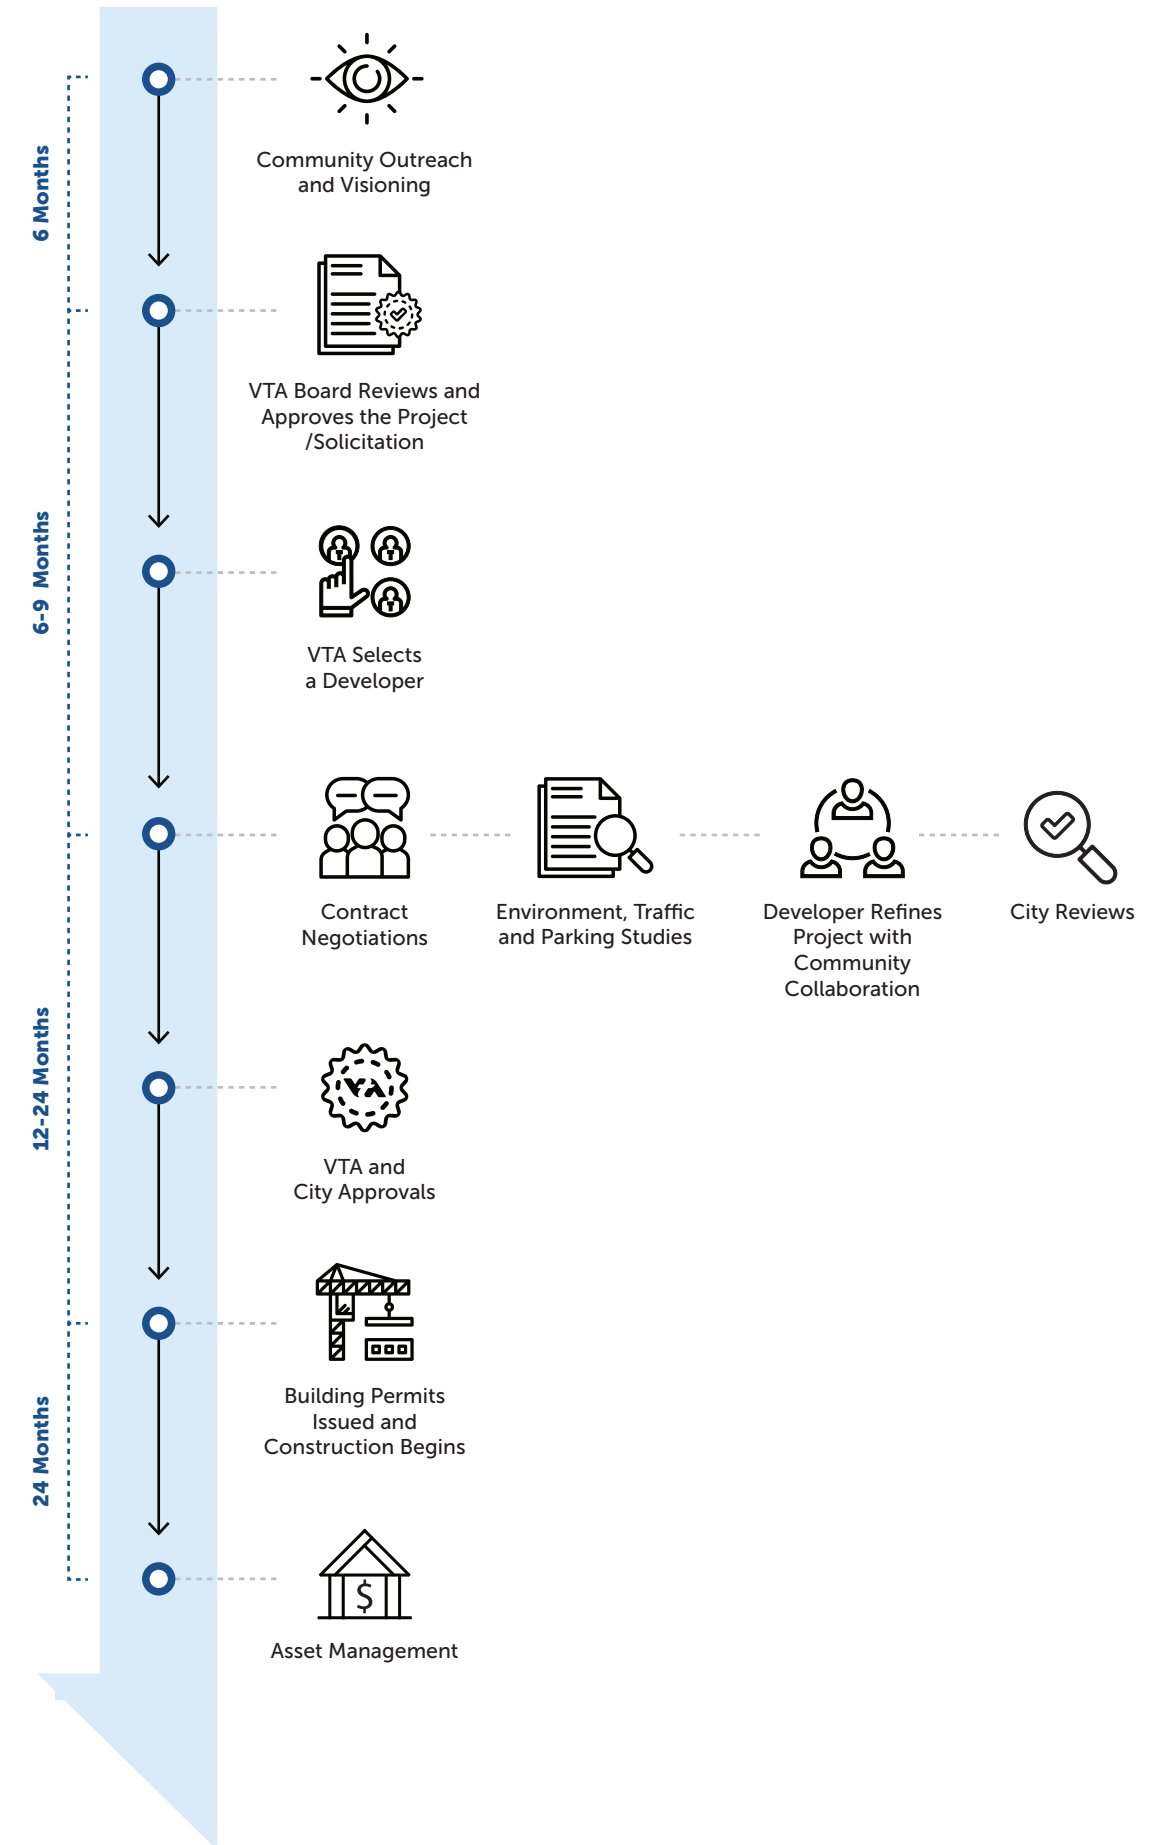 6 Months
Community Outreach
and Visioning
VTA Board Reviews and
Approves the Project
/Solicitation
6-9 Months
VTA Selects
a Developer
Contract
Negotiations
Environment, Traffic
and Parking Studies
Developer Refines
Project with
Community
Collaboration
City Reviews
12-24 Months
VTA
VTA and
City Approvals
Building Permits
Issued and
Construction Begins
24 Months
$
Asset Management